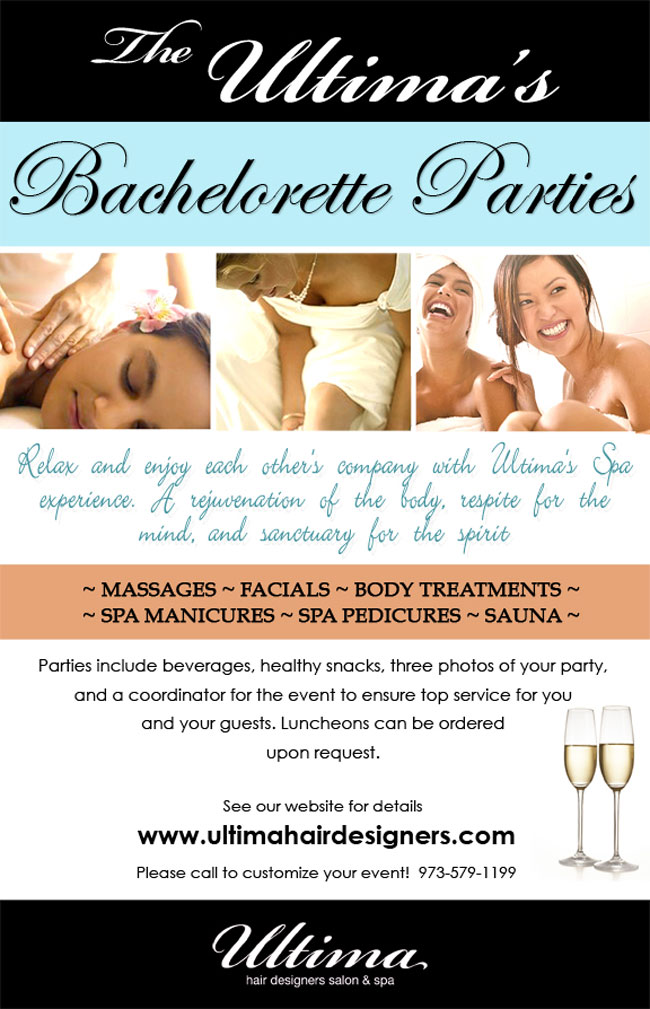 The Ultima's
Bachelorette Parties
Relax and enjoy each other's company with Ultima's Spa
experience. A rejuvenation of the body, respite for the
mind, and sanctuary for the spirit
~ MASSAGES ~ FACIALS ~ BODY TREATMENTS ~
~ SPA MANICURES ~ SPA PEDICURES ~ SAUNA ~
Parties include beverages, healthy snacks, three photos of your party,
and a coordinator for the event to ensure top service for you
and your guests. Luncheons can be ordered
upon request.
See our website for details
www.ultimahairdesigners.com
Please call to customize your event! 973-579-1199
Ultima
hair designers salon & spa